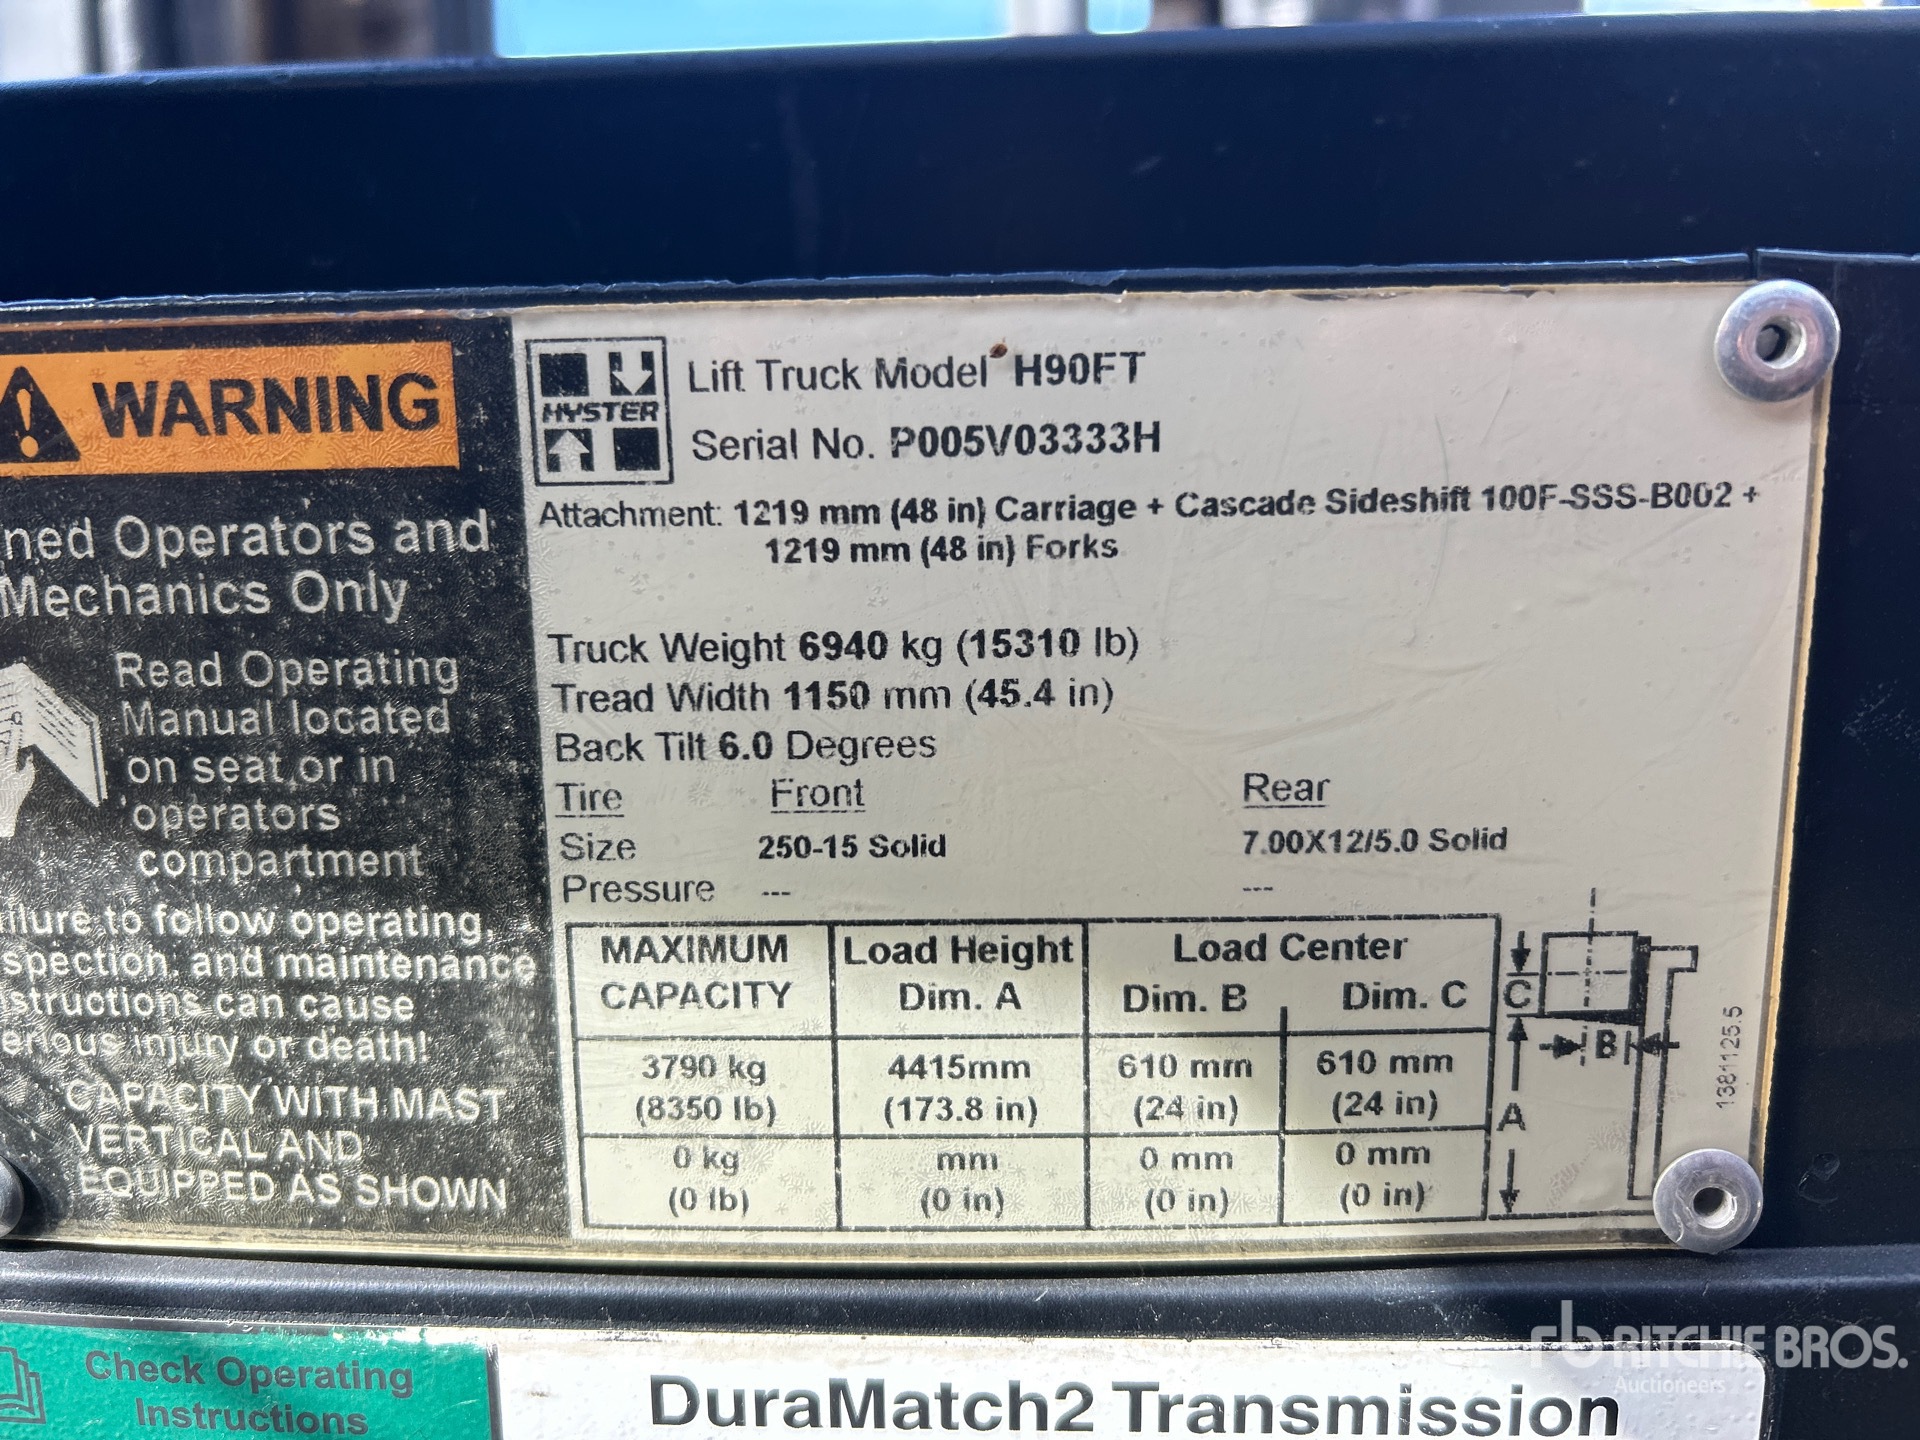 WARNING
Operators and
Mechanics Only
Read Operating
Manual located
on seat or in
operators
compartment
to follow operating,
and maintenance
can cause
injury or death!
CAPACITY WITH MAST
VERTICAL AND
EQUIPPED AS SHOWN
HYSTER
Lift Truck Model H90FT
Serial No. P005V03333H
Attachment: 1219 mm (48 in) Carriage + Cascade Sideshift 100F-SSS-B002 +
1219 mm (48 in) Forks
Truck Weight 6940 kg (15310 lb)
Tread Width 1150 mm (45.4 in)
Back Tilt 6.0 Degrees
Tire Front Rear
Size 250-15 Solid 7.00X12/5.0 Solid
Pressure --- ---
MAXIMUM Load Height Load Center
CAPACITY Dim. A Dim. B Dim. C
3790 kg 4415mm 610 mm 610 mm
(8350 lb) (173.8 in) (24 in) (24 in)
0 kg mm 0 mm 0 mm
(0 lb) (0 in) (0 in) (0 in)
C
B
A
1381125.5
Check Operating
Instructions
DuraMatch2 Transmission
rb RITCHIE BROS.
Auctioneers